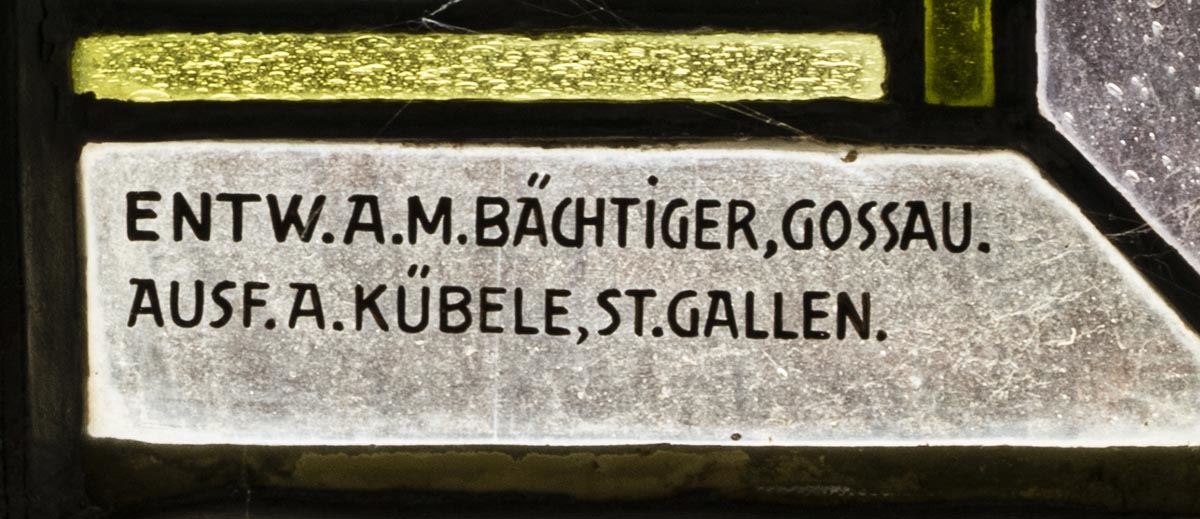 ENTW. A. M. BÄCHTIGER, GOSSAU.
AUSF. A. KÜBELE, ST. GALLEN.